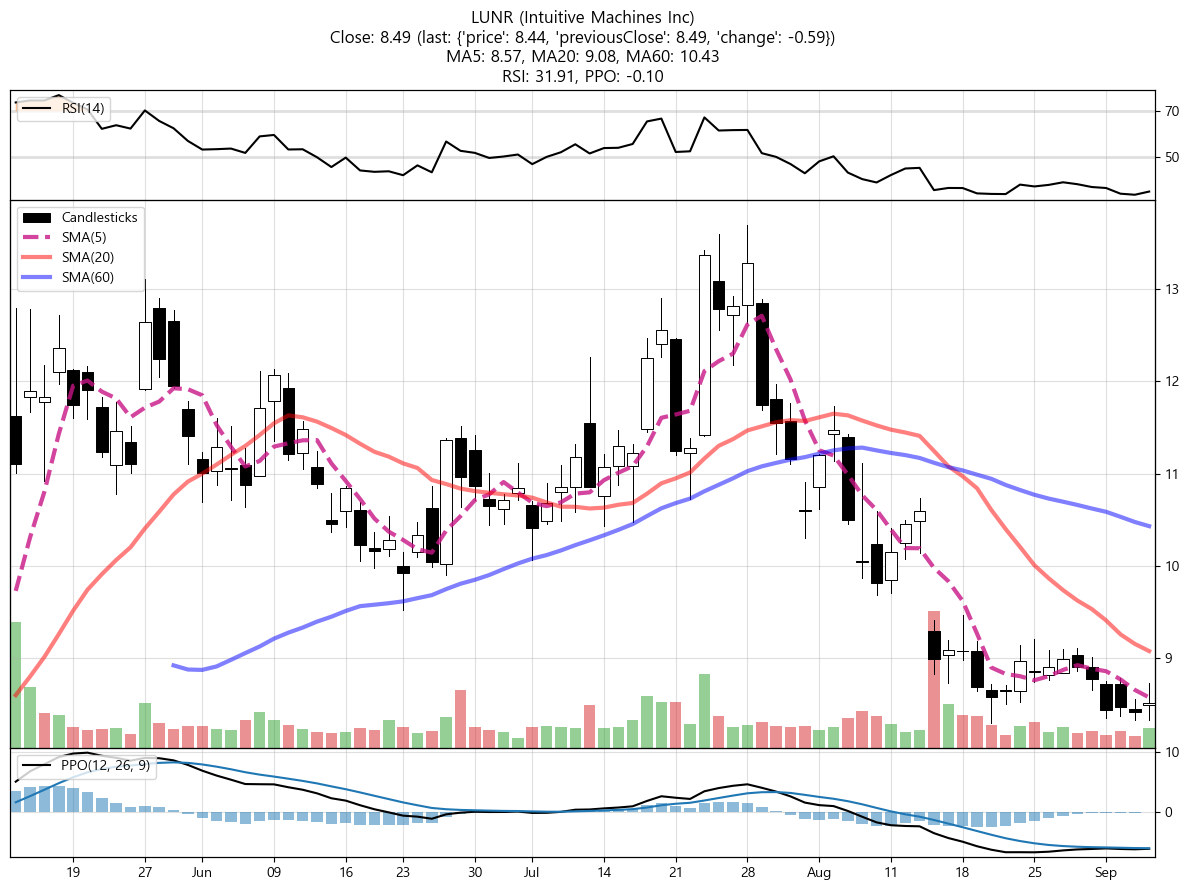 LUNR (Intuitive Machines Inc)
Close: 8.49 (last: {'price': 8.44, 'previousClose': 8.49, 'change': -0.59})
MA5: 8.57, MA20: 9.08, MA60: 10.43
RSI: 31.91, PPO: -0.10
RSI(14)
70
50
Candlesticks
SMA(5)
SMA(20)
SMA(60)
13
12
11
10
9
PPO(12, 26, 9)
10
0
19 27 Jun 09 16 23 Jul 14 21 28 Aug 11 18 25 Sep